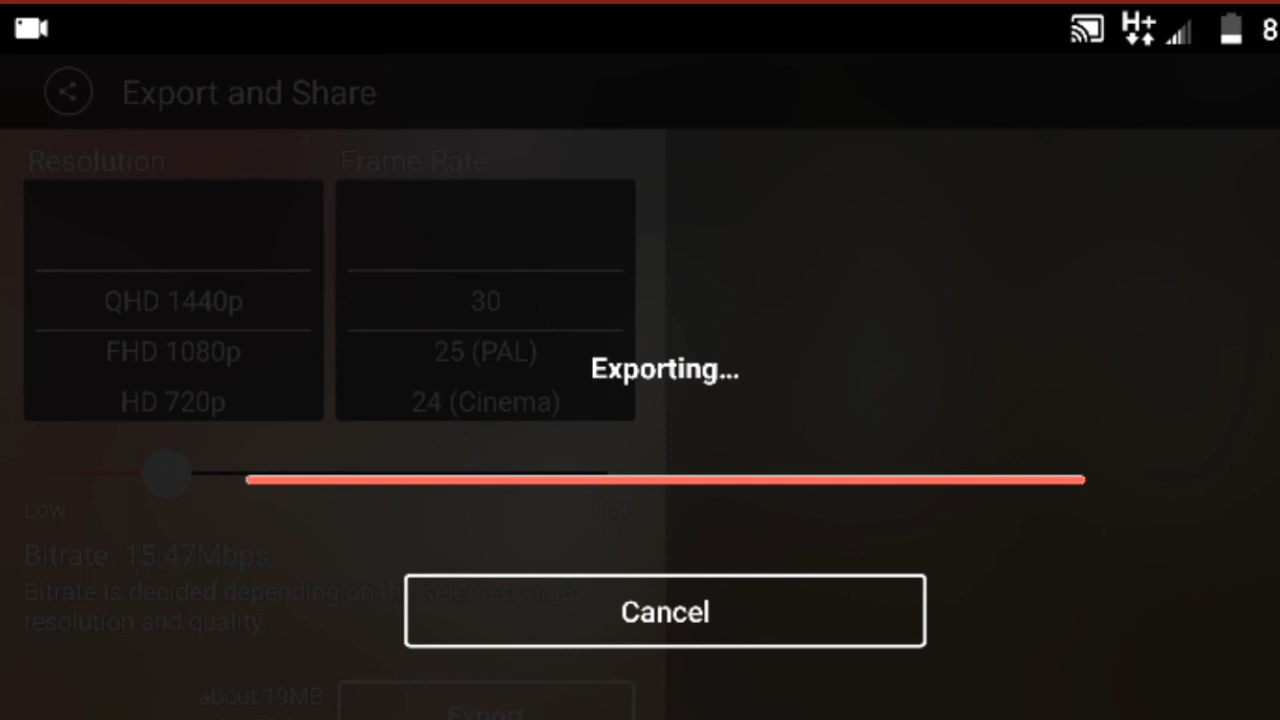 H+
8
Export and Share
Resolution
Frame Rate
QHD 1440p
30
FHD 1080p
25 (PAL)
HD 720p
24 (Cinema)
Exporting...
Low
High
Bitrate: 15.47Mbps
Bitrate is decided depending on the selected video
resolution and quality.
Cancel
about 19MB
Export